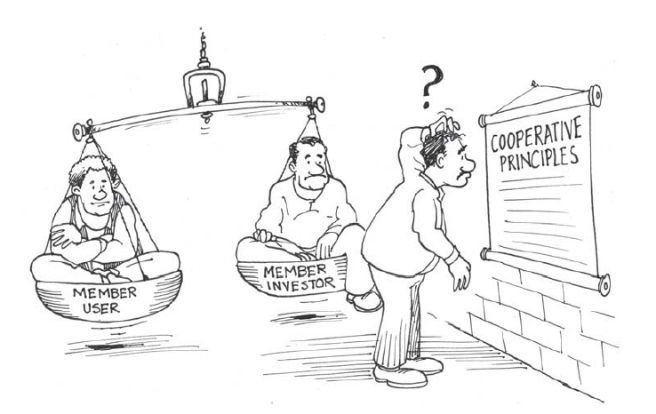 ?
COOPERATIVE
PRINCIPLES
MEMBER
USER
MEMBER
INVESTOR